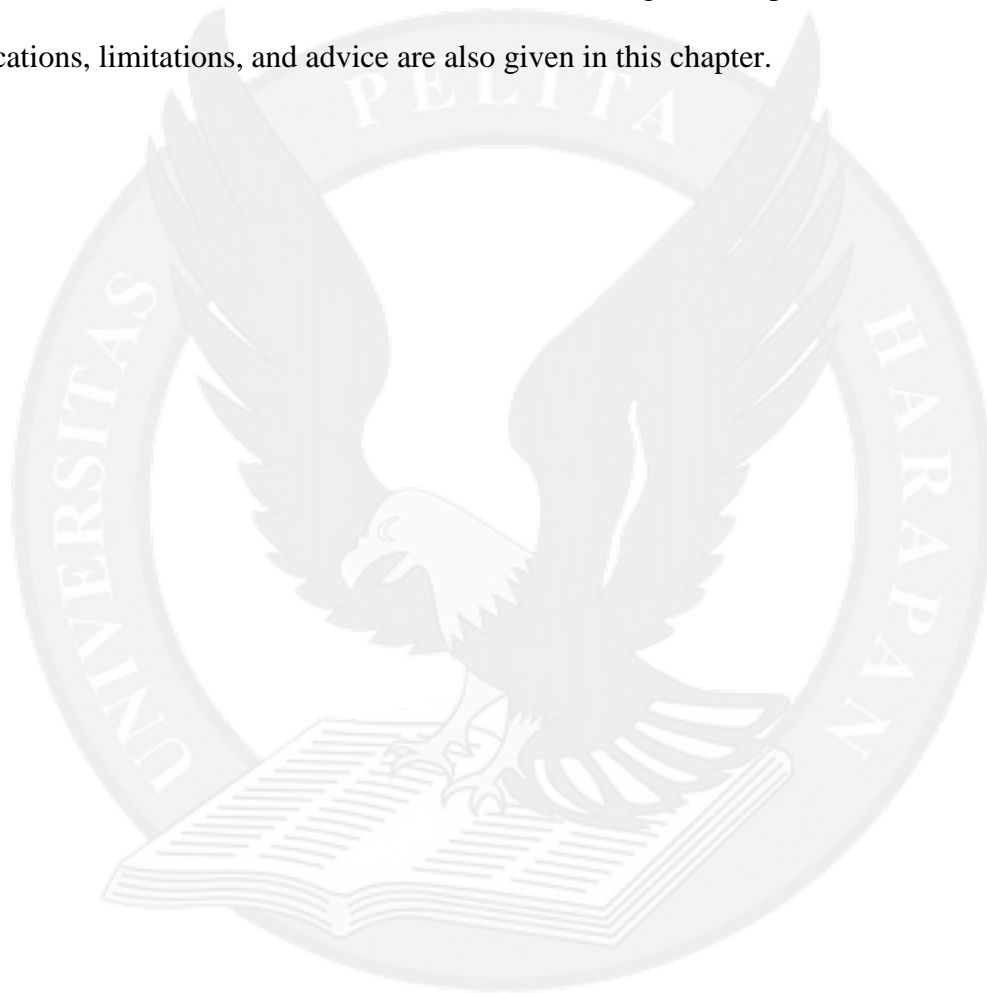 cations, limitations, and advice are also given in this chapter.
UNIVERSITAS PELITA HARAPAN